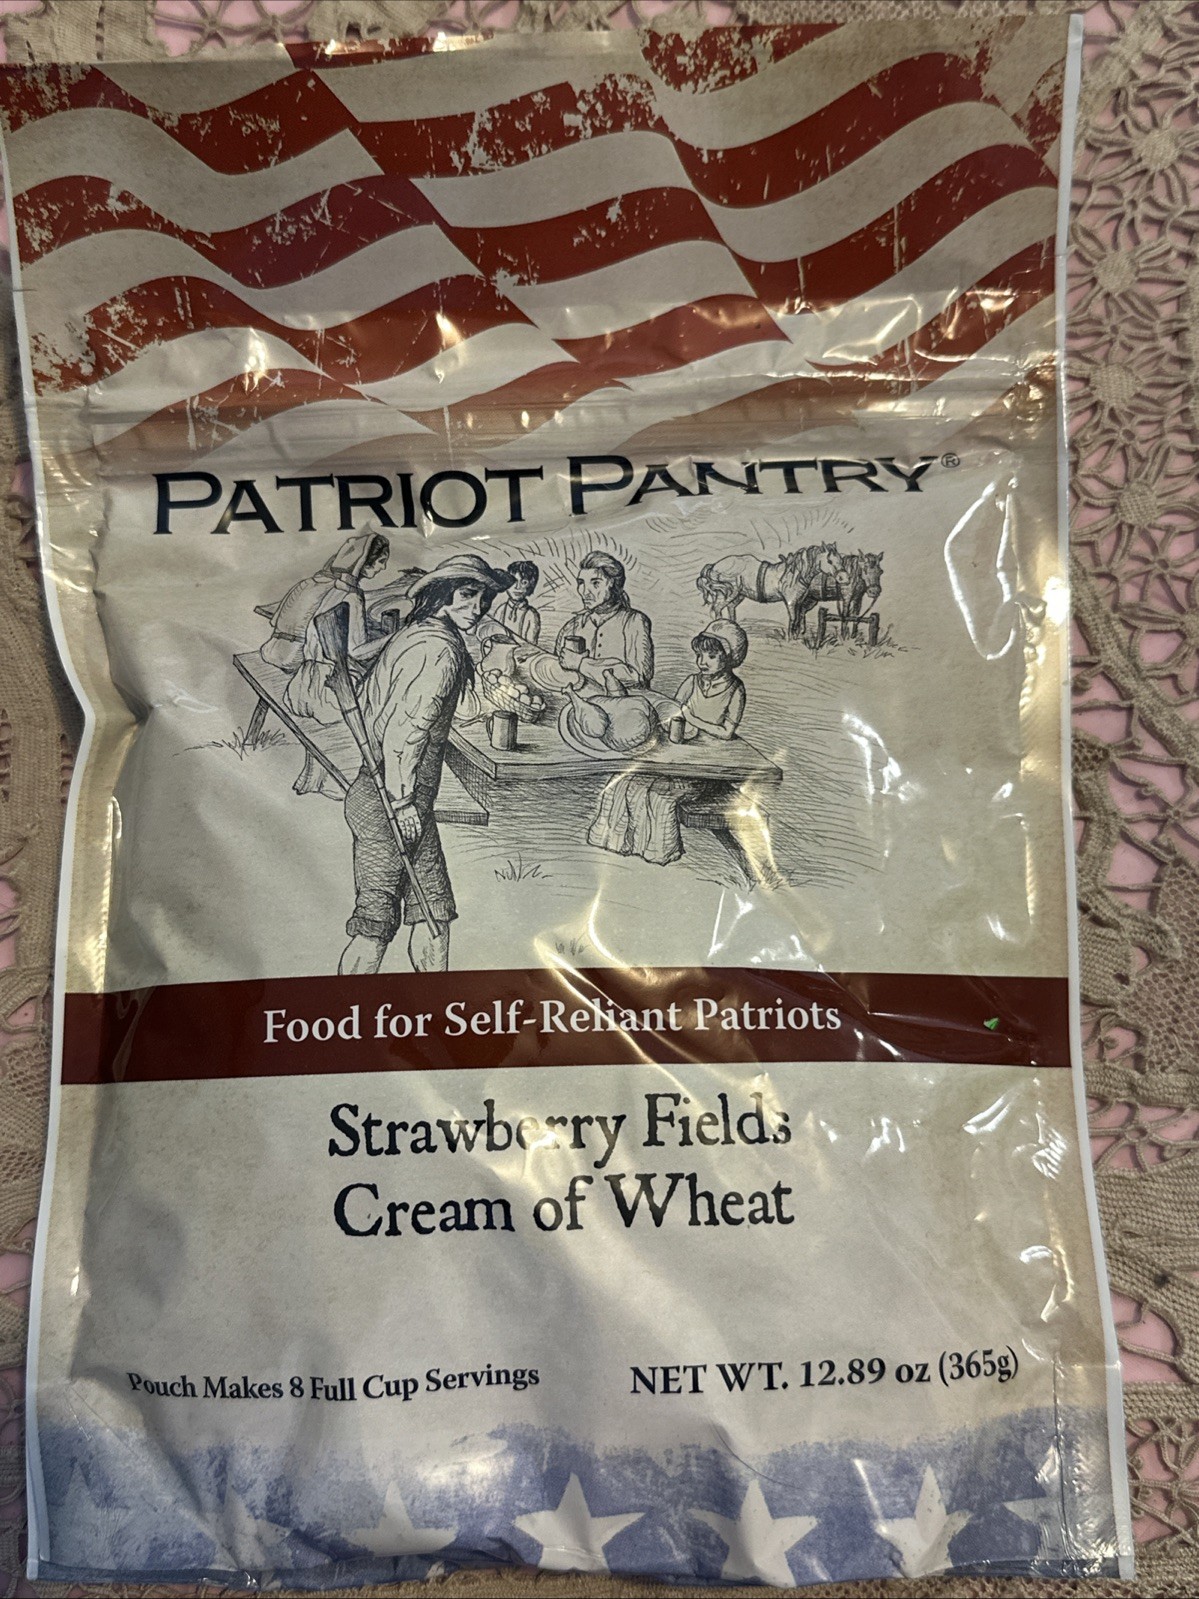 PATRIOT PANTRY®
Food for Self-Reliant Patriots
Strawberry Fields
Cream of Wheat
Pouch Makes 8 Full Cup Servings
NET WT. 12.89 oz (365g)